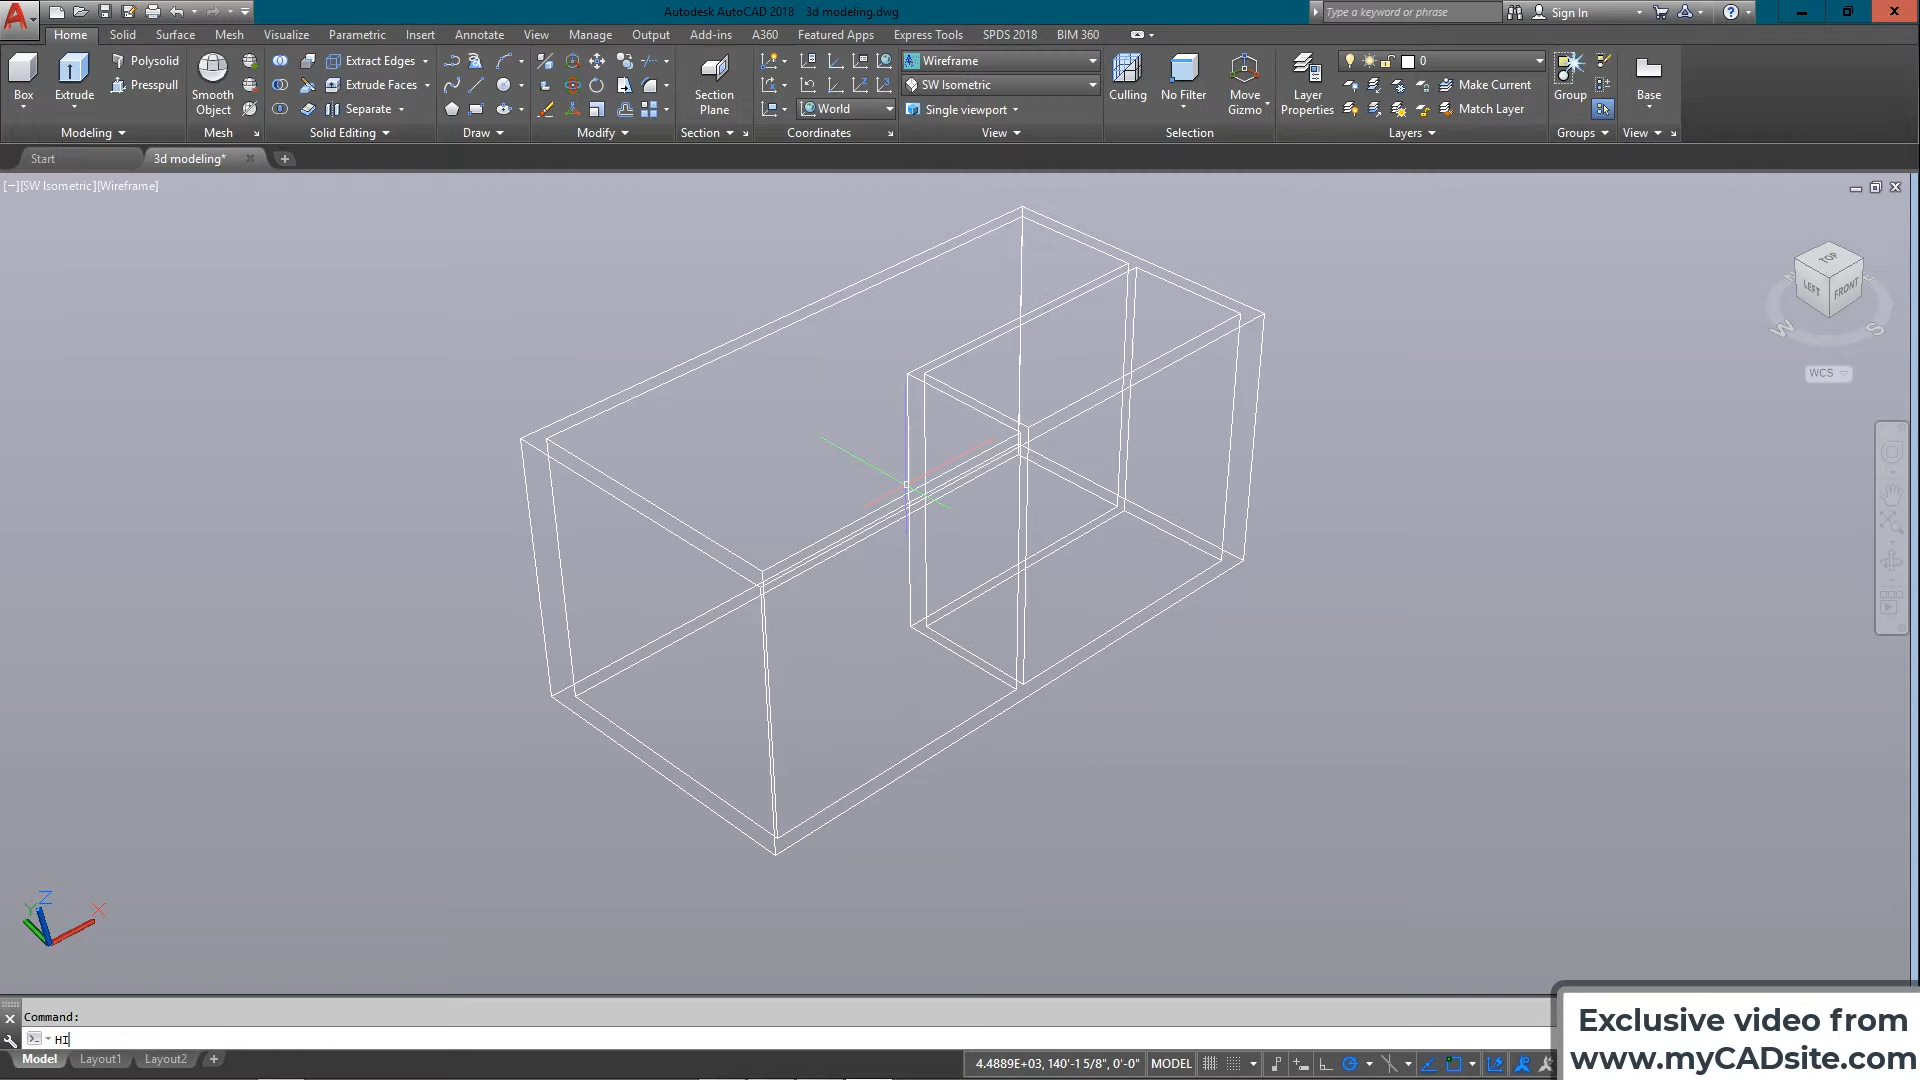 Autodesk AutoCAD 2018 3d modeling.dwg
Type a keyword or phrase
Sign In
Home Solid Surface Mesh Visualize Parametric Insert Annotate View Manage Output Add-ins A360 Featured Apps Express Tools SPDS 2018 BIM 360
Box
Extrude
Polysolid
Presspull
Modeling
Smooth Object
Mesh
Extract Edges
Extrude Faces
Separate
Solid Editing
Draw
Modify
Section Plane
Section
World
Coordinates
Wireframe
SW Isometric
Single viewport
View
Culling
No Filter
Move Gizmo
Selection
Layer Properties
0
Make Current
Match Layer
Layers
Group
Groups
Base
View
Start
3d modeling*
[−][SW Isometric][Wireframe]
TOP
LEFT
FRONT
W
S
WCS
Z
Y
X
Command:
HI
Model Layout1 Layout2
4.4889E+03, 140'-1 5/8", 0'-0" MODEL
Exclusive video from
www.myCADsite.com